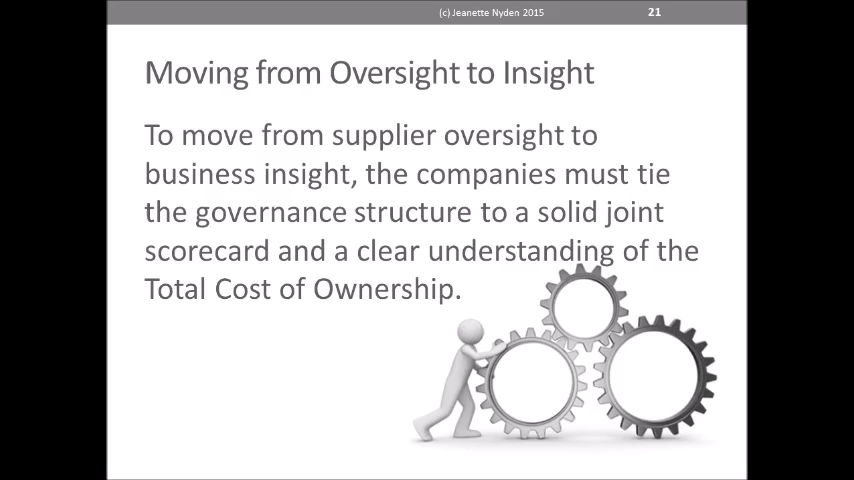 (c) Jeanette Nyden 2015 21
Moving from Oversight to Insight
To move from supplier oversight to
business insight, the companies must tie
the governance structure to a solid joint
scorecard and a clear understanding of the
Total Cost of Ownership.